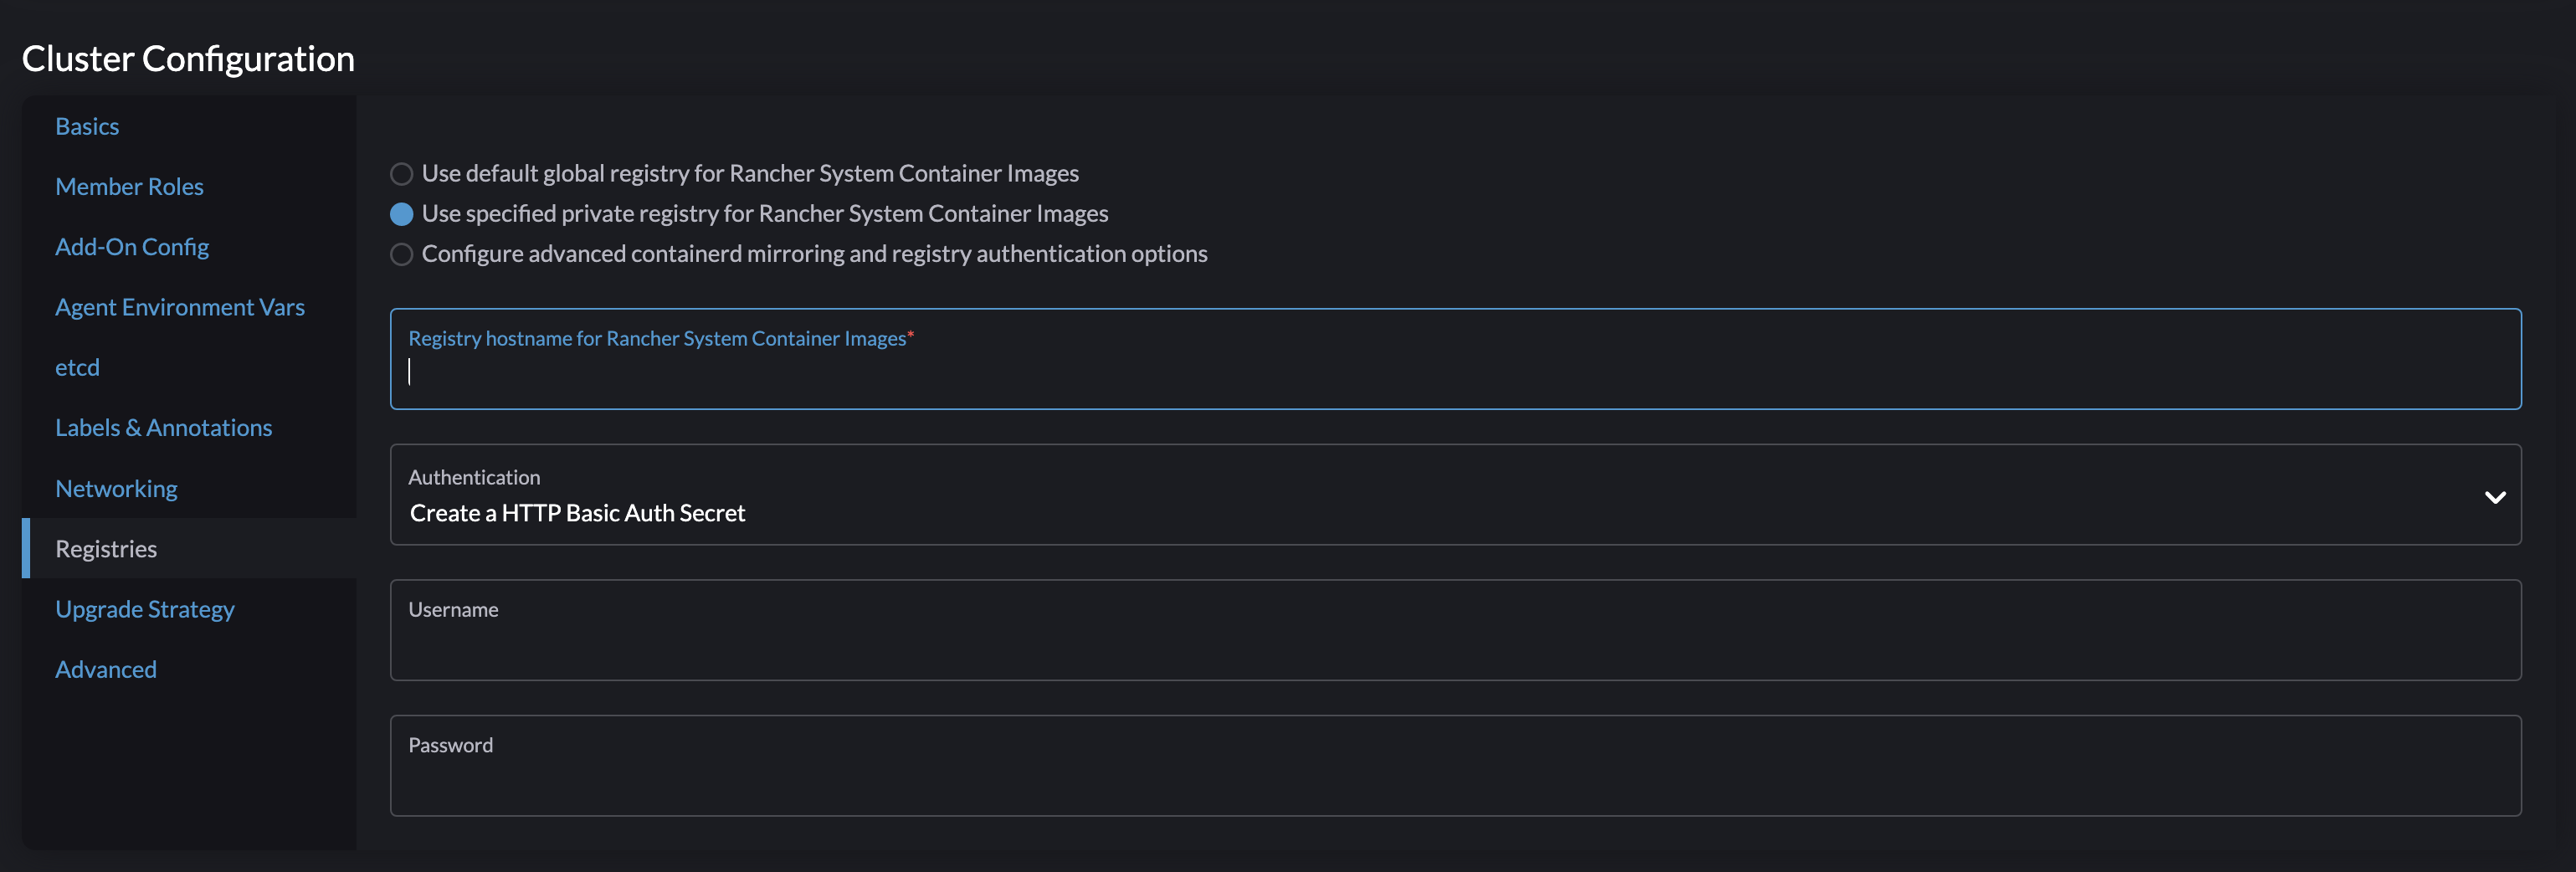 Cluster Configuration
Basics
Member Roles
Add-On Config
Agent Environment Vars
etcd
Labels & Annotations
Networking
Registries
Upgrade Strategy
Advanced
Use default global registry for Rancher System Container Images
Use specified private registry for Rancher System Container Images
Configure advanced containerd mirroring and registry authentication options
Registry hostname for Rancher System Container Images*
Authentication
Create a HTTP Basic Auth Secret
Username
Password